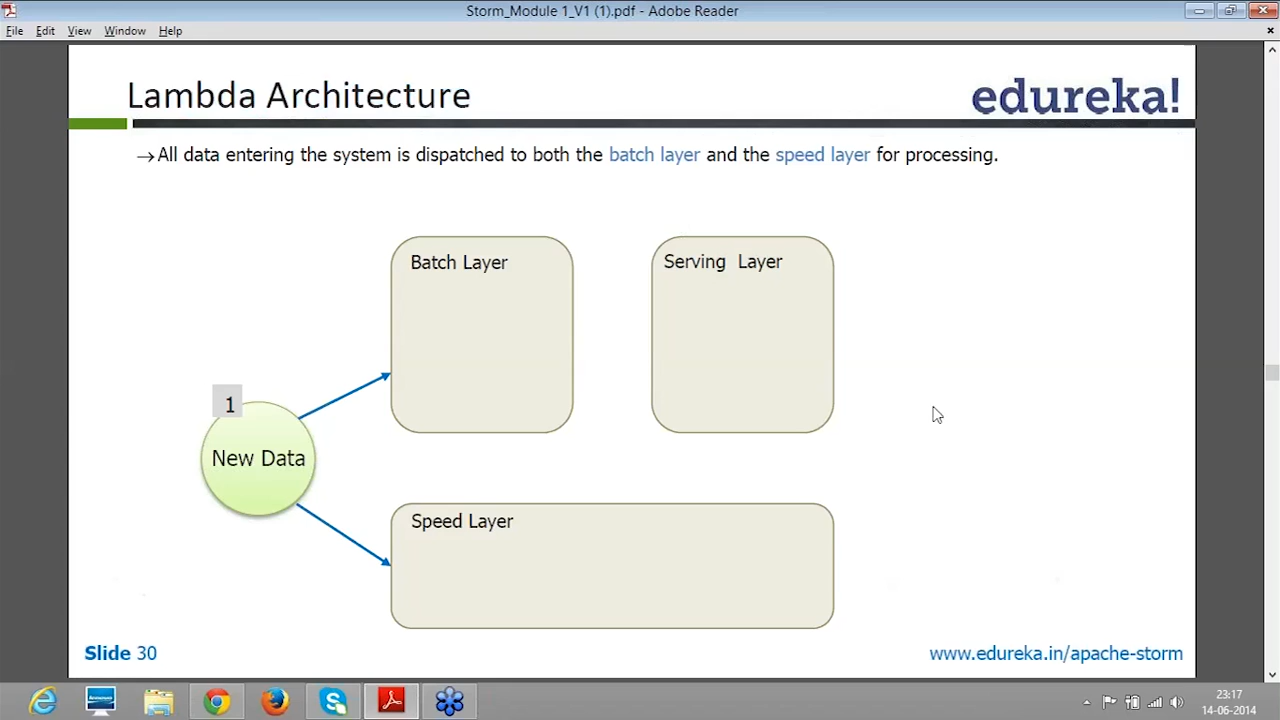 Storm_Module 1_V1 (1).pdf - Adobe Reader
File Edit View Window Help
Lambda Architecture
edureka!
→All data entering the system is dispatched to both the batch layer and the speed layer for processing.
Batch Layer
Serving Layer
1
New Data
Speed Layer
Slide 30
www.edureka.in/apache-storm
23:17
14-06-2014